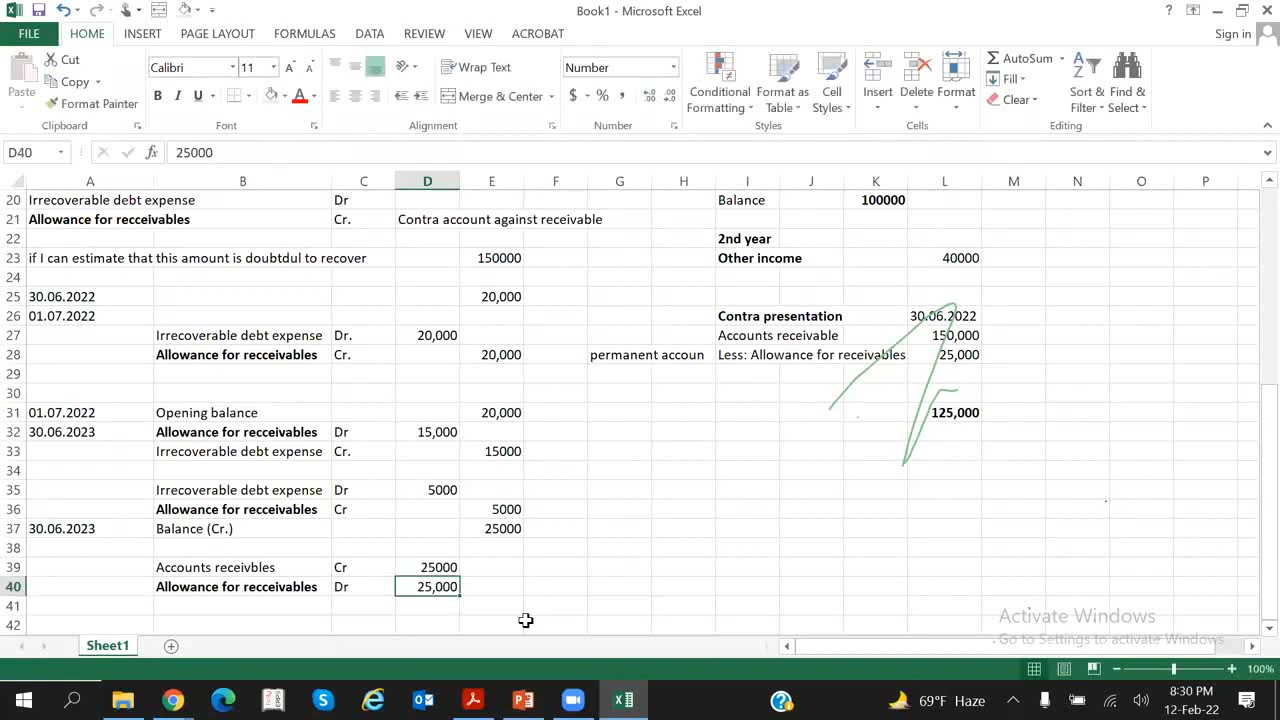 Book1 - Microsoft Excel
? Sign in
FILE HOME INSERT PAGE LAYOUT FORMULAS DATA REVIEW VIEW ACROBAT
Cut
Copy
Format Painter
Paste
Clipboard
Calibri 11
B I U
Font
Wrap Text
Merge & Center
Alignment
Number
$ % ,
Number
Conditional Formatting
Format as Table
Cell Styles
Styles
Insert Delete Format
Cells
AutoSum
Fill
Clear
Sort & Filter
Find & Select
Editing
D40 fx 25000
A B C D E F G H I J K L M N O P
20 Irrecoverable debt expense Dr Balance 100000
21 Allowance for recceivables Cr. Contra account against receivable
22 2nd year
23 if I can estimate that this amount is doubtdul to recover 150000 Other income 40000
24
25 30.06.2022 20,000
26 01.07.2022 Contra presentation 30.06.2022
27 Irrecoverable debt expense Dr. 20,000 Accounts receivable 150,000
28 Allowance for recceivables Cr. 20,000 permanent accoun Less: Allowance for receivables 25,000
29
30
31 01.07.2022 Opening balance 20,000 125,000
32 30.06.2023 Allowance for recceivables Dr 15,000
33 Irrecoverable debt expense Cr. 15000
34
35 Irrecoverable debt expense Dr 5000
36 Allowance for recceivables Cr 5000
37 30.06.2023 Balance (Cr.) 25000
38
39 Accounts receivbles Cr 25000
40 Allowance for recceivables Dr 25,000
41
42
Activate Windows
Go to Settings to activate Windows
Sheet1
100%
69°F Haze
8:30 PM
12-Feb-22